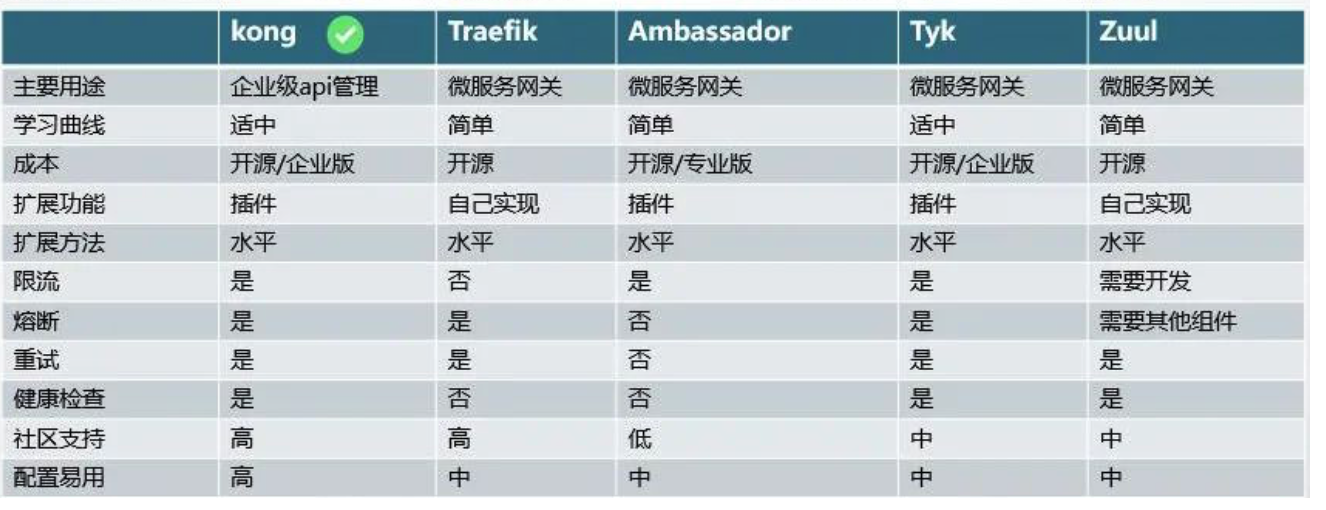 kong Traefik Ambassador Tyk Zuul
主要用途 企业级api管理 微服务网关 微服务网关 微服务网关 微服务网关
学习曲线 适中 简单 简单 适中 简单
成本 开源/企业版 开源 开源/专业版 开源/企业版 开源
扩展功能 插件 自己实现 插件 插件 自己实现
扩展方法 水平 水平 水平 水平 水平
限流 是 否 是 是 需要开发
熔断 是 是 否 是 需要其他组件
重试 是 是 否 是 是
健康检查 是 否 否 是 是
社区支持 高 高 低 中 中
配置易用 高 中 中 中 中